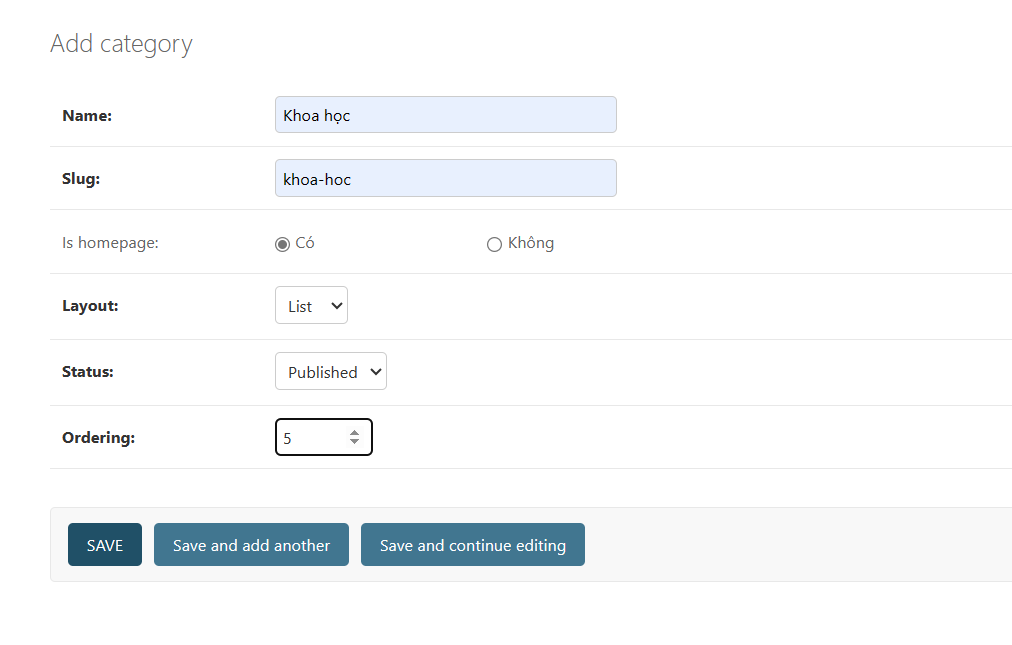 Add category
Name: Khoa học
Slug: khoa-hoc
Is homepage: Có Không
Layout: List
Status: Published
Ordering: 5
SAVE Save and add another Save and continue editing